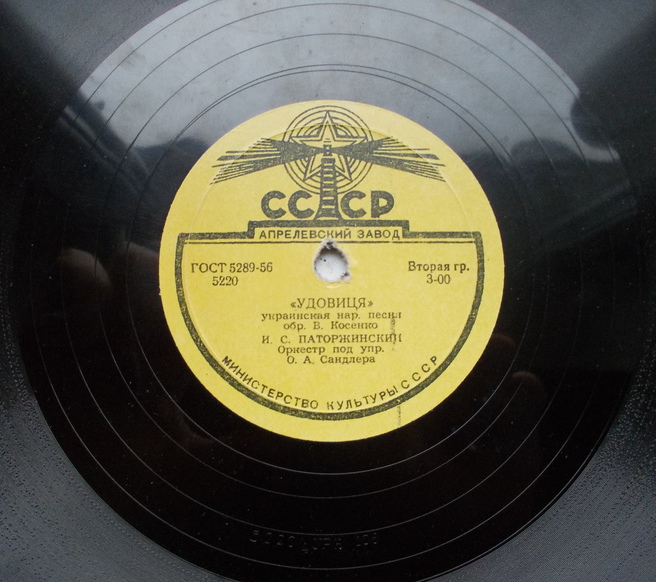 СССР
АПРЕЛЕВСКИЙ ЗАВОД
ГОСТ 5289-56
5220
Вторая гр.
3-00
«УДОВИЦЯ»
украинская нар. песня
обр. В. Косенко
И. С. ПАТОРЖИНСКИЙ
Оркестр под упр.
О. А. Сандлера
МИНИСТЕРСТВО КУЛЬТУРЫ СССР